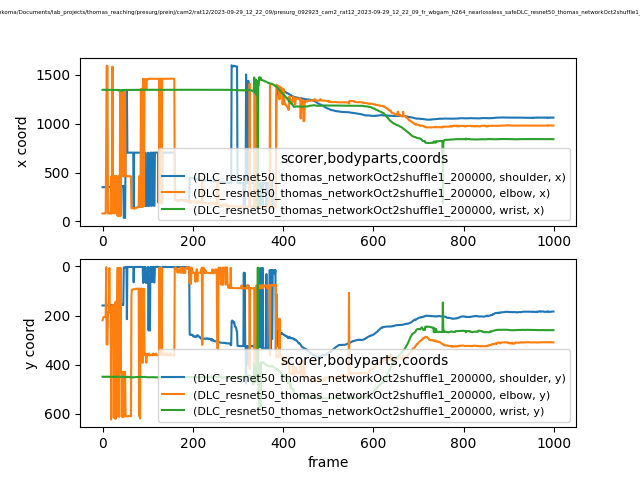 nkoma/Documents/lab_projects/thomas_reaching/presurg/preinj/cam2/rat12/2023-09-29_12_22_09/presurg_092923_cam2_rat12_2023-09-29_12_22_09_fr_wbgam_h264_nearlossless_safeDLC_resnet50_thomas_networkOct2shuffle1_
1500
1000
500
0
x coord
scorer,bodyparts,coords
(DLC_resnet50_thomas_networkOct2shuffle1_200000, shoulder, x)
(DLC_resnet50_thomas_networkOct2shuffle1_200000, elbow, x)
(DLC_resnet50_thomas_networkOct2shuffle1_200000, wrist, x)
0 200 400 600 800 1000
0
200
400
600
y coord
scorer,bodyparts,coords
(DLC_resnet50_thomas_networkOct2shuffle1_200000, shoulder, y)
(DLC_resnet50_thomas_networkOct2shuffle1_200000, elbow, y)
(DLC_resnet50_thomas_networkOct2shuffle1_200000, wrist, y)
0 200 400 600 800 1000
frame